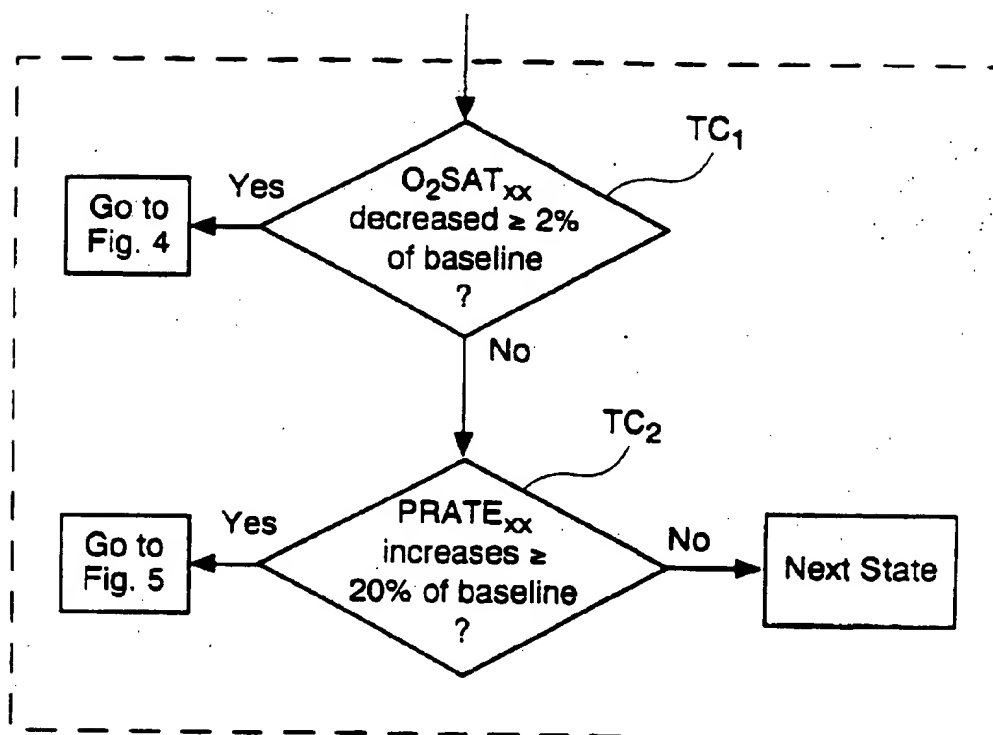 TC₁
O₂SATₓₓ
decreased ≥ 2%
of baseline
?
Yes
Go to
Fig. 4
No
TC₂
PRATEₓₓ
increases ≥
20% of baseline
?
Yes
Go to
Fig. 5
No
Next State